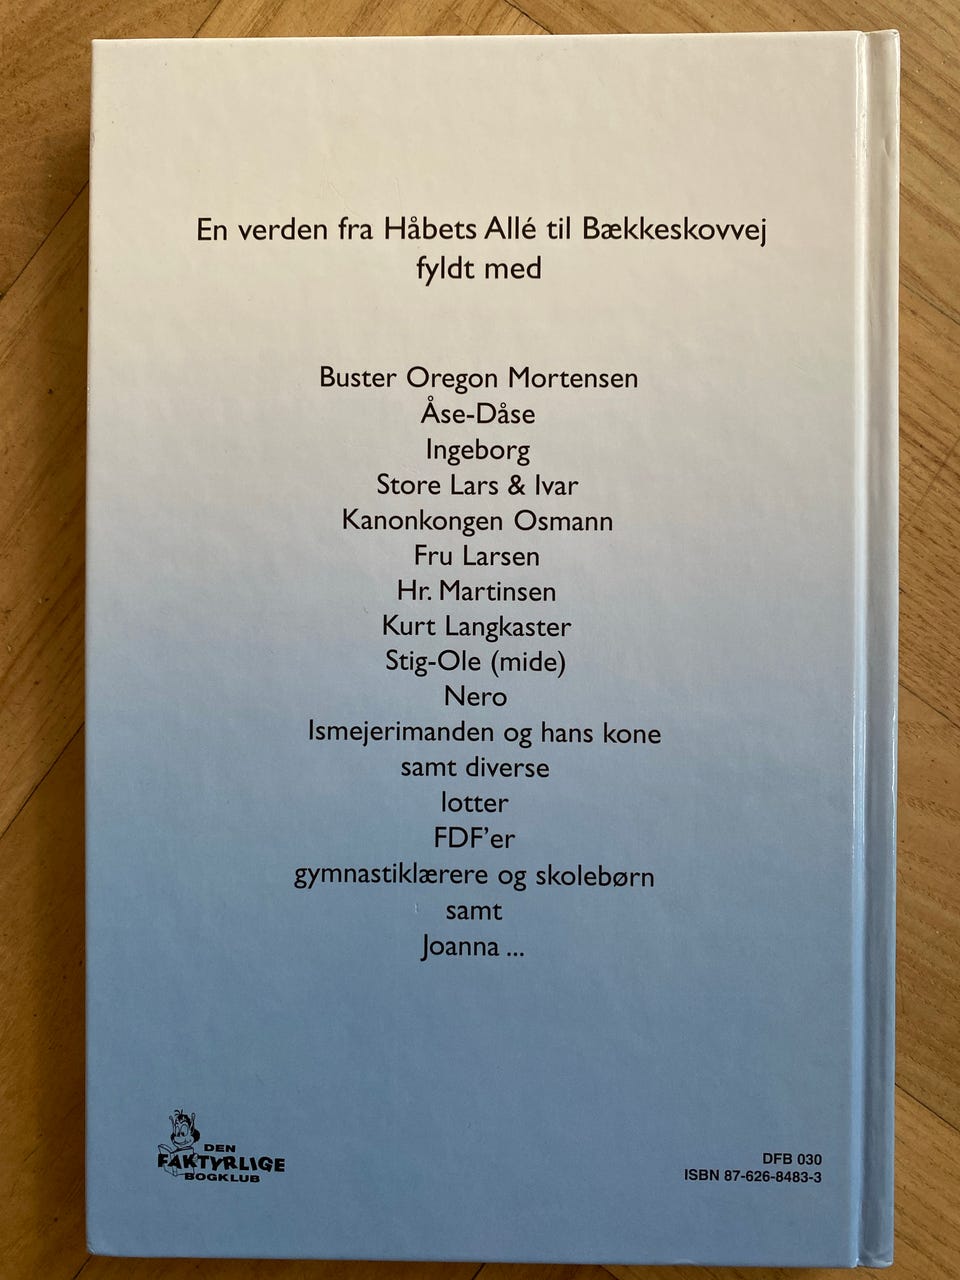 En verden fra Håbets Allé til Bækkeskovvej
fyldt med
Buster Oregon Mortensen
Åse-Dåse
Ingeborg
Store Lars & Ivar
Kanonkongen Osmann
Fru Larsen
Hr. Martinsen
Kurt Langkaster
Stig-Ole (mide)
Nero
Ismejerimanden og hans kone
samt diverse
lotter
FDF'er
gymnastiklærere og skolebørn
samt
Joanna ...
DEN
FAKTYRLIGE
BOGKLUB
DFB 030
ISBN 87-626-8483-3